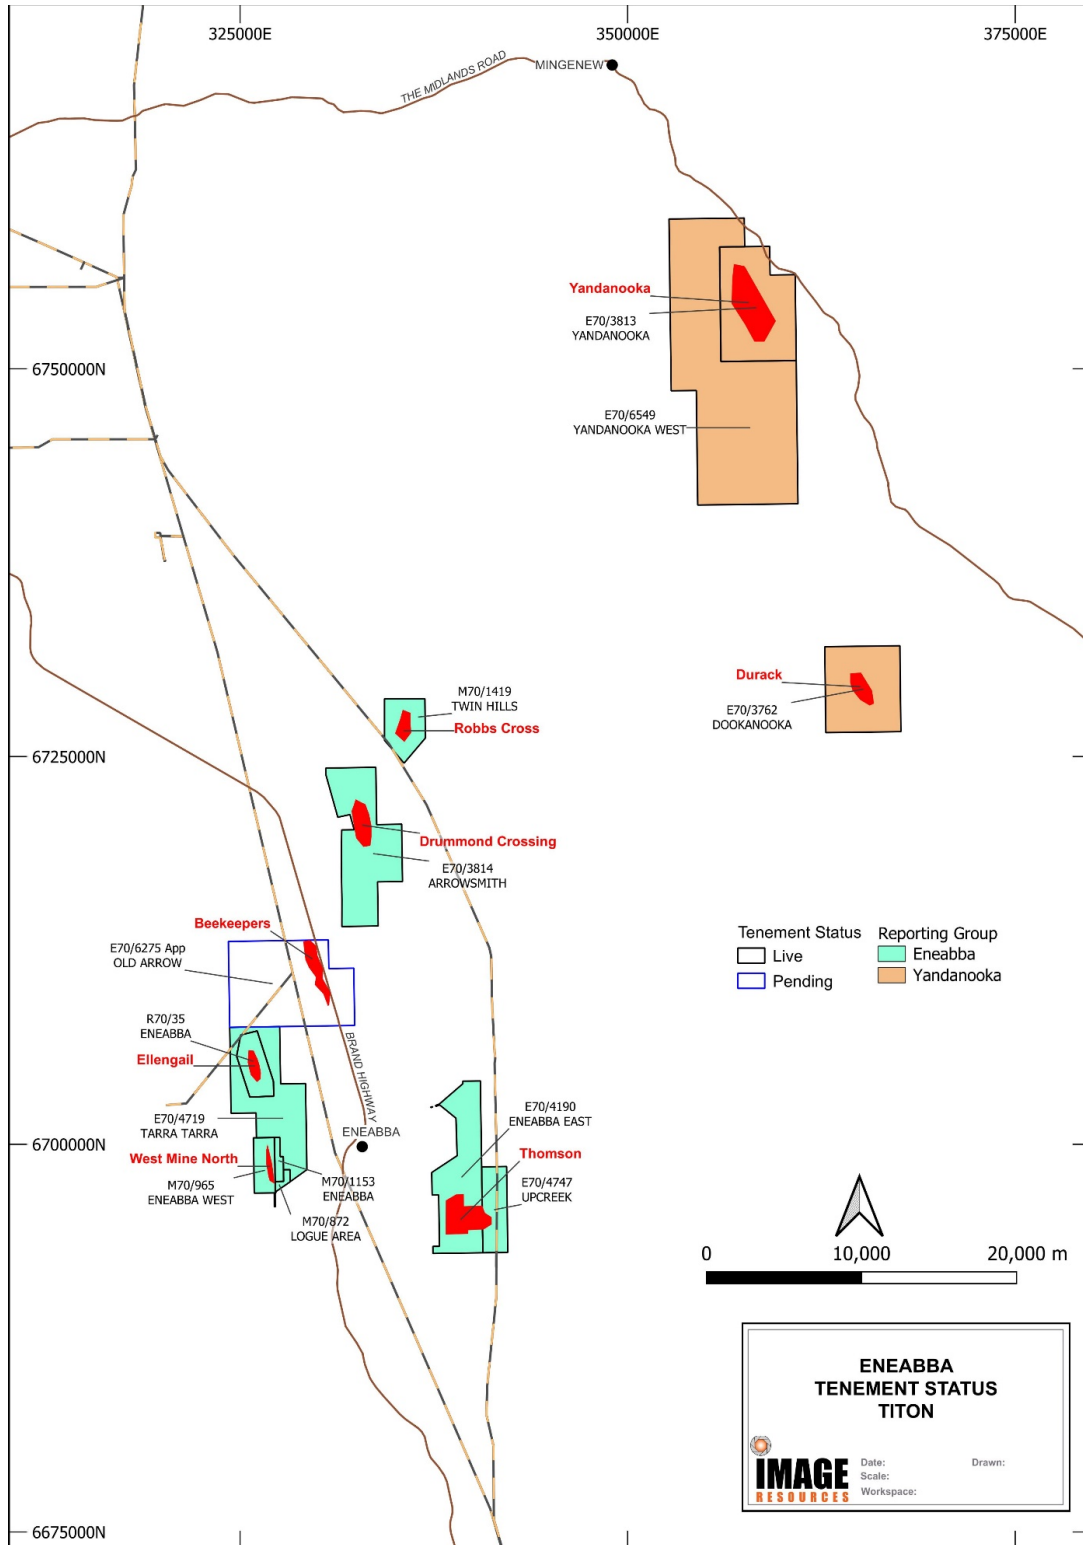 325000E
350000E
375000E
THE MIDLANDS ROAD
MINGENEW
Yandanooka
E70/3813
YANDANOOKA
6750000N
E70/6549
YANDANOOKA WEST
Durack
E70/3762
DOOKANOOKA
M70/1419
TWIN HILLS
Robbs Cross
6725000N
Drummond Crossing
E70/3814
ARROWSMITH
Beekeepers
E70/6275 App
OLD ARROW
Tenement Status
Live
Pending
Reporting Group
Eneabba
Yandanooka
R70/35
ENEABBA
Ellengail
BRAND HIGHWAY
E70/4719
TARRA TARRA
6700000N
ENEABBA
E70/4190
ENEABBA EAST
Thomson
E70/4747
UPCREEK
West Mine North
M70/965
ENEABBA WEST
M70/1153
ENEABBA
M70/872
LOGUE AREA
0
10,000
20,000 m
ENEABBA
TENEMENT STATUS
TITON
IMAGE
RESOURCES
Date:
Drawn:
Scale:
Workspace:
6675000N